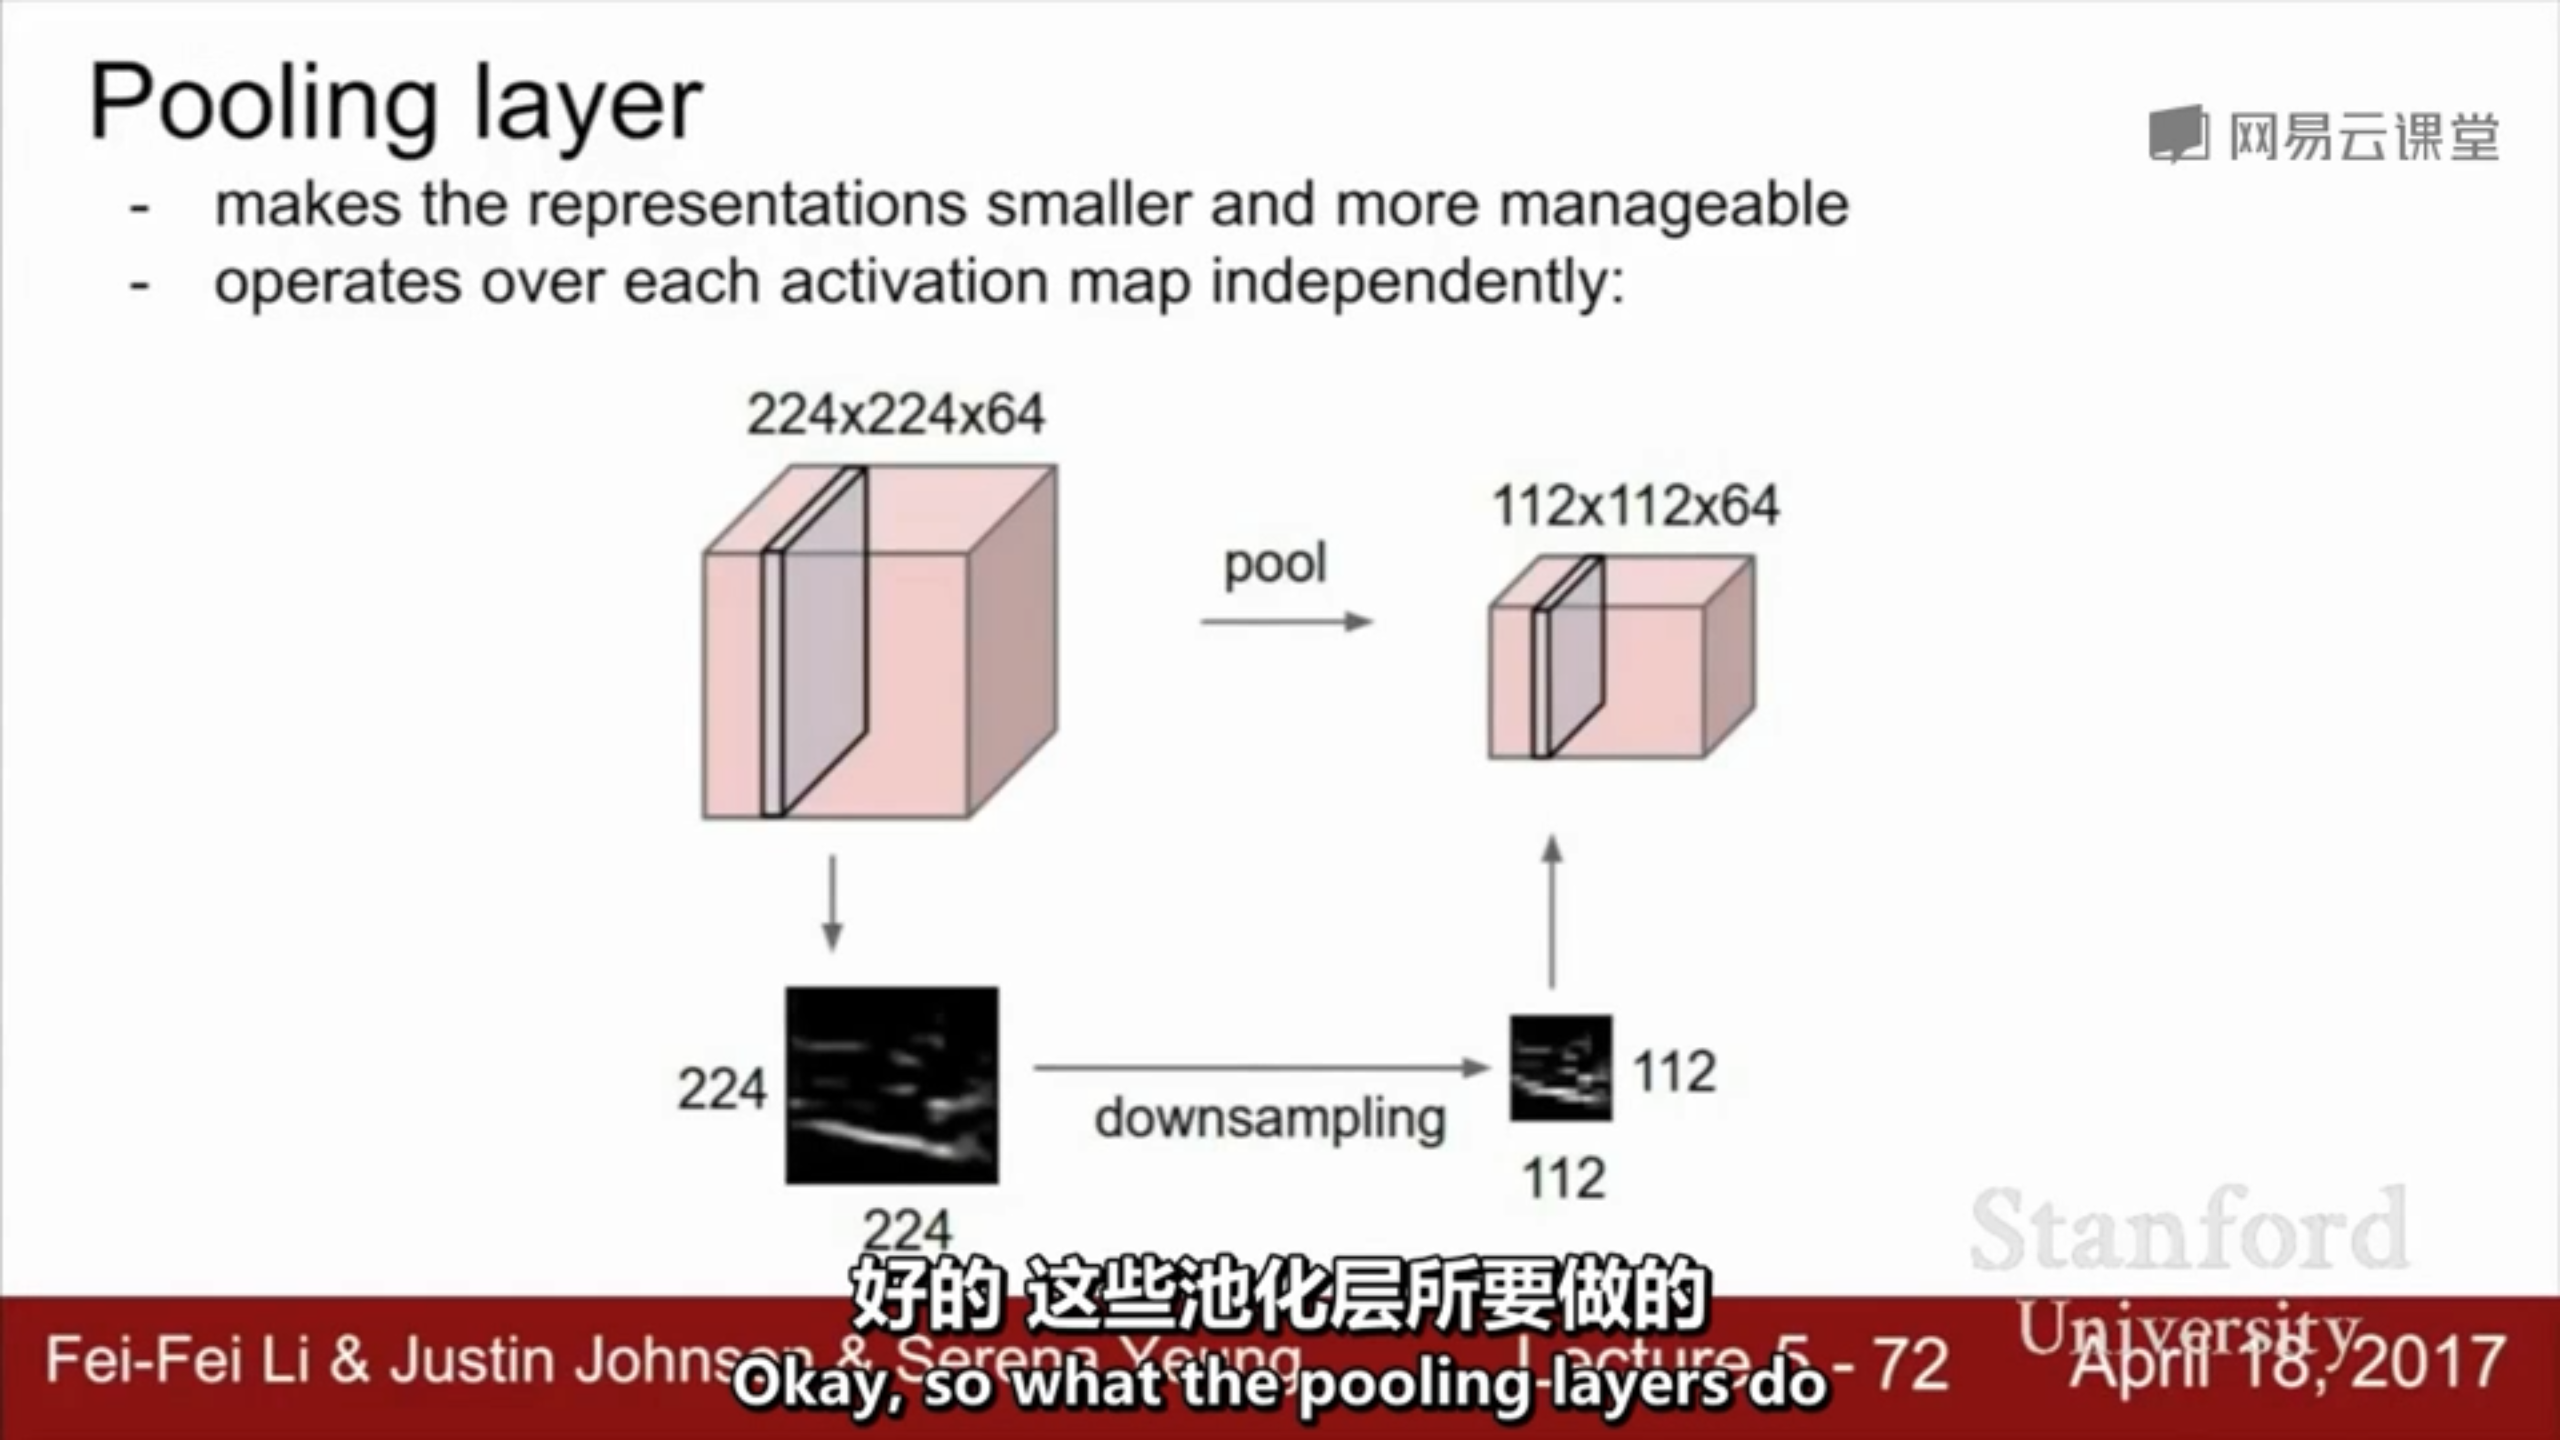 Pooling layer
网易云课堂
- makes the representations smaller and more manageable
- operates over each activation map independently:
224x224x64
112x112x64
pool
224
downsampling
112
112
224
Stanford
University
好的 这些池化层所要做的
Fei-Fei Li & Justin Johnson & Serena Yeung
Lecture 5 - 72
April 18, 2017
Okay, so what the pooling layers do